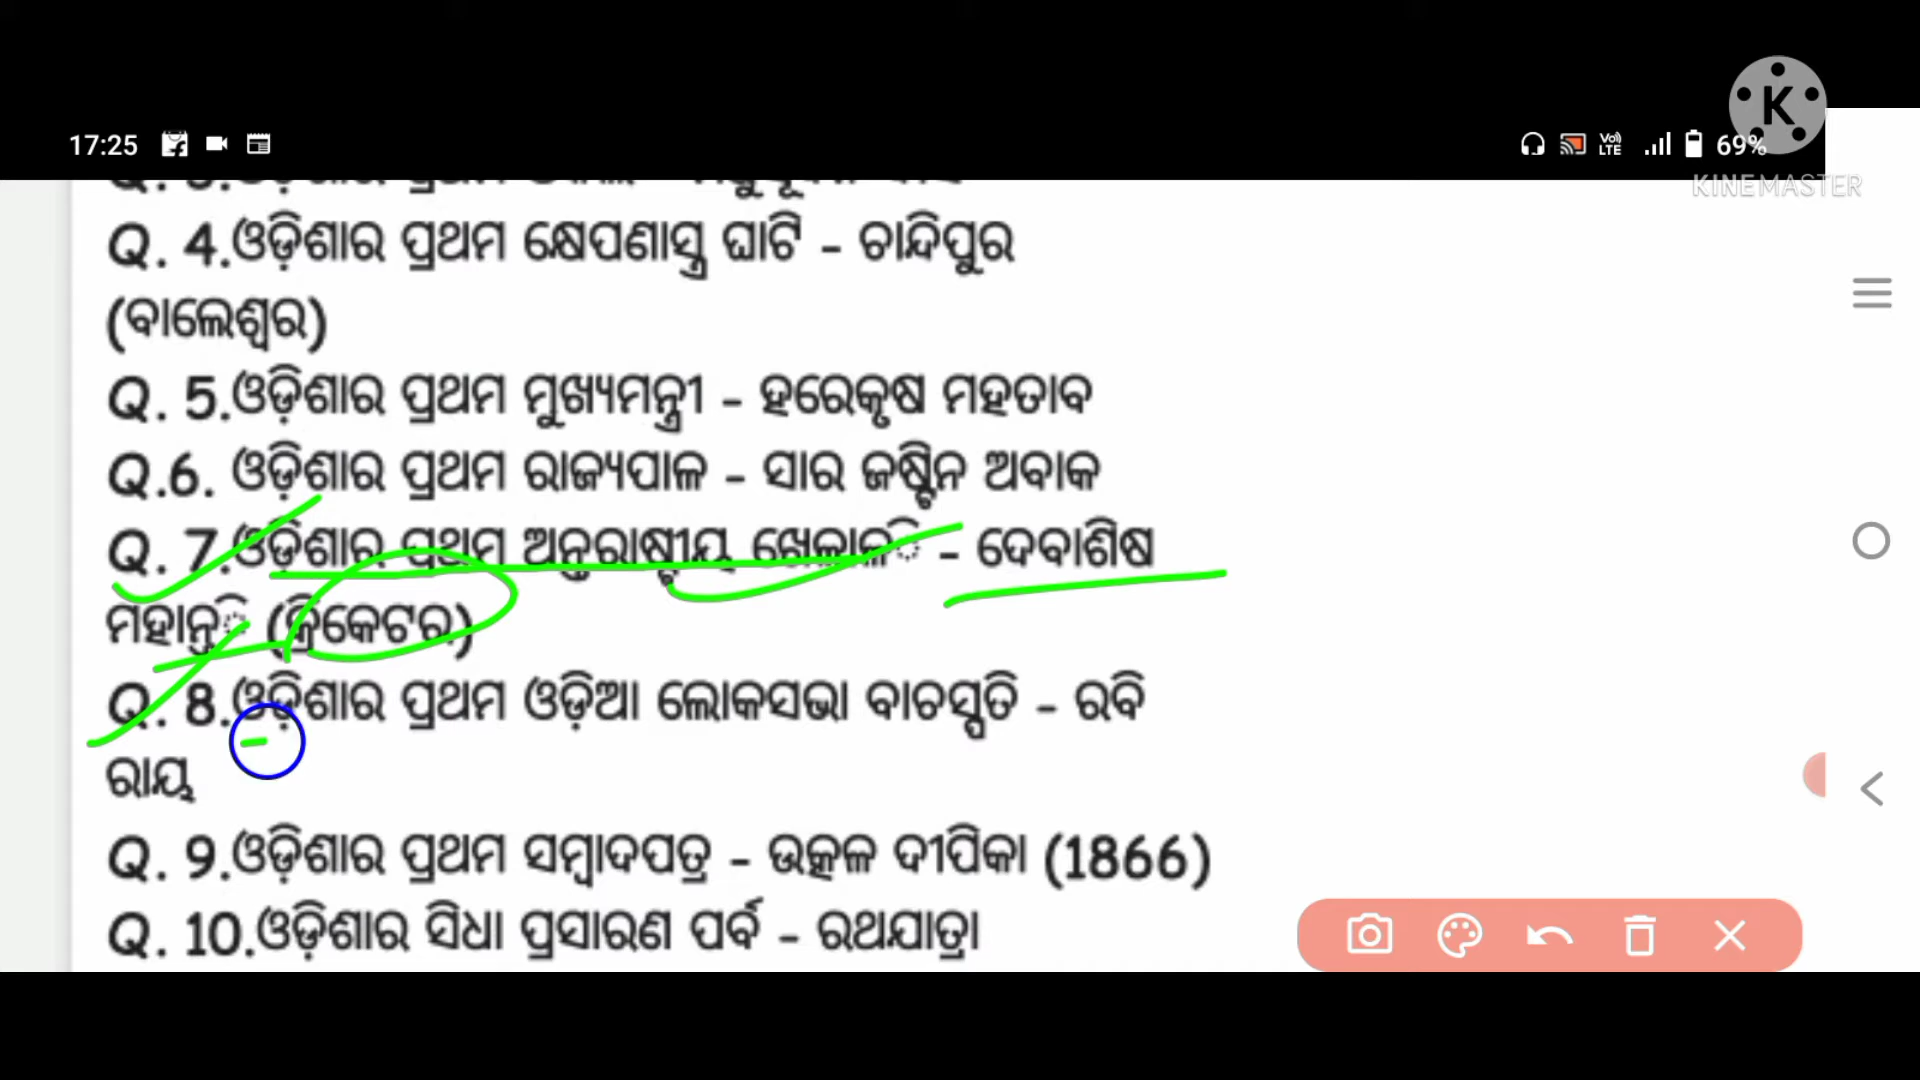 17:25
69%
KINEMASTER
Q. 4.ଓଡ଼ିଶାର ପ୍ରଥମ କ୍ଷେପଣାସ୍ତ୍ର ଘାଟି - ଚାନ୍ଦିପୁର
(ବାଲେଶ୍ୱର)
Q. 5.ଓଡ଼ିଶାର ପ୍ରଥମ ମୁଖ୍ୟମନ୍ତ୍ରୀ - ହରେକୃଷ ମହତାବ
Q.6. ଓଡ଼ିଶାର ପ୍ରଥମ ରାଜ୍ୟପାଳ - ସାର ଜଷ୍ଟିନ ଅବାକ
Q. 7.ଓଡ଼ିଶାର ପ୍ରଥମ ଅନ୍ତରାଷ୍ଟ୍ରୀୟ ଖେଳାଳି - ଦେବାଶିଷ
ମହାନ୍ତି (କ୍ରିକେଟର)
Q. 8.ଓଡ଼ିଶାର ପ୍ରଥମ ଓଡ଼ିଆ ଲୋକସଭା ବାଚସ୍ପତି - ରବି
ରାୟ
Q. 9.ଓଡ଼ିଶାର ପ୍ରଥମ ସମ୍ବାଦପତ୍ର - ଉତ୍କଳ ଦୀପିକା (1866)
Q. 10.ଓଡ଼ିଶାର ସିଧା ପ୍ରସାରଣ ପର୍ବ - ରଥଯାତ୍ରା